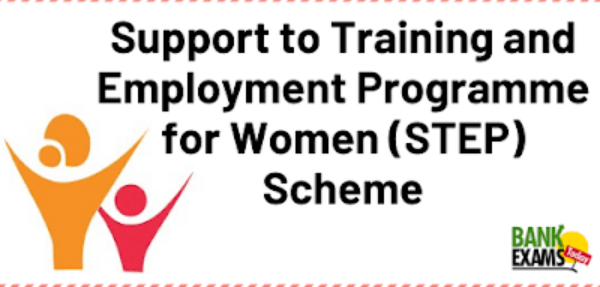 Support to Training and
Employment Programme
for Women (STEP)
Scheme
BANK
EXAMS Today